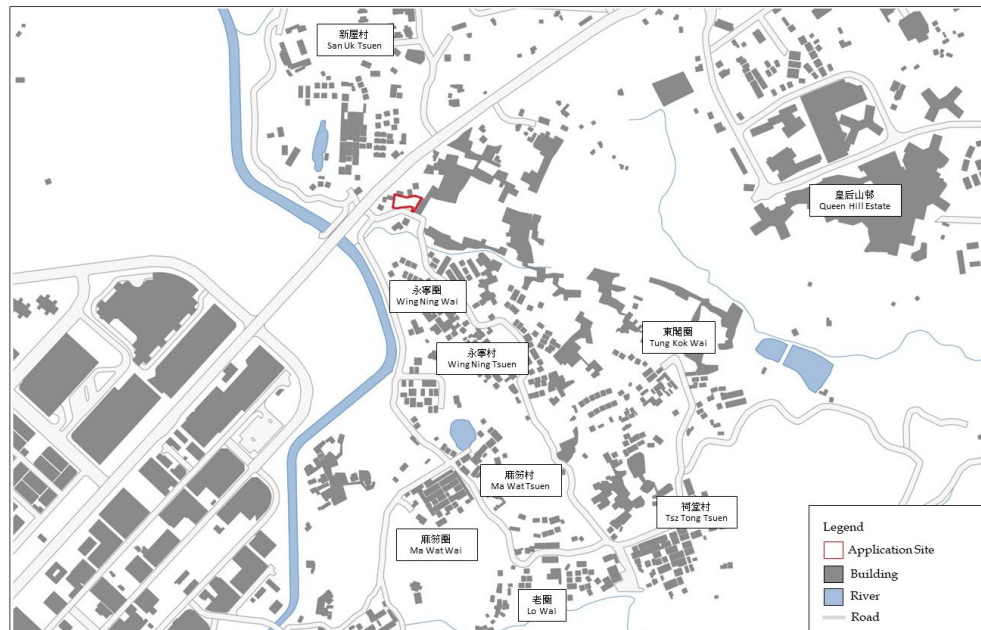 新屋村
San Uk Tsuen
皇后山邨
Queen Hill Estate
永寧圍
Wing Ning Wai
東閣圍
Tung Kok Wai
永寧村
Wing Ning Tsuen
麻笏村
Ma Wat Tsuen
祠堂村
Tsz Tong Tsuen
麻笏圍
Ma Wat Wai
老圍
Lo Wai
Legend
Application Site
Building
River
Road